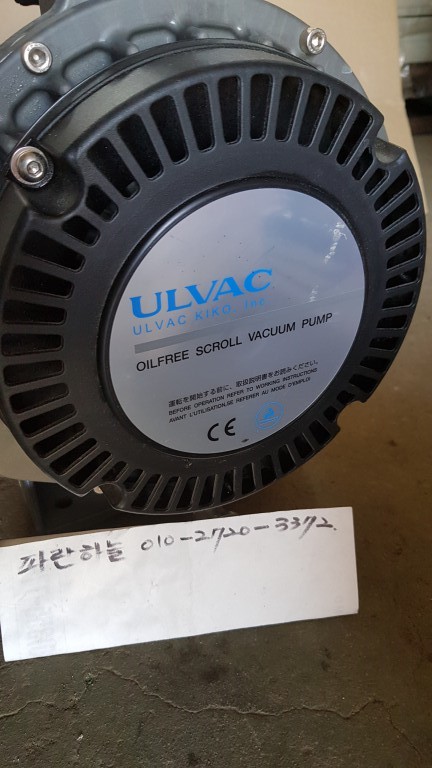 ULVAC
ULVAC KIKO, Inc.
OILFREE SCROLL VACUUM PUMP
運転を開始する前に、取扱説明書をお読みください。
BEFORE OPERATION REFER TO WORKING INSTRUCTIONS
AVANT L'UTILISATION,SE REFERER AU MODE D'EMPLOI
CE
파란하늘 010-2720-3372.